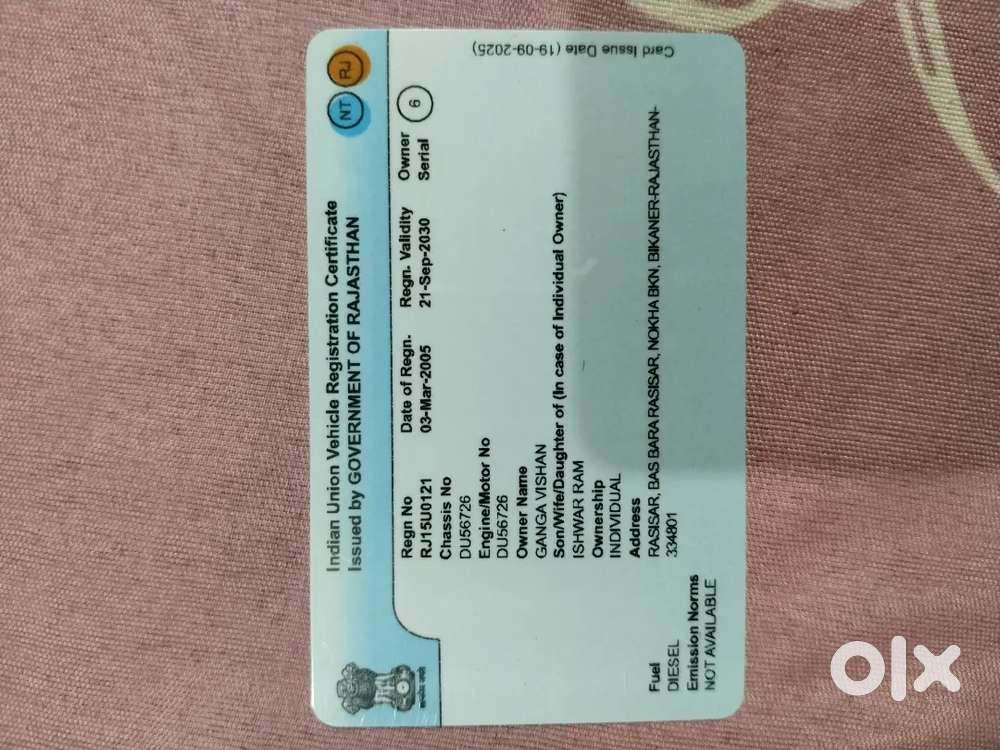 Indian Union Vehicle Registration Certificate
Issued by GOVERNMENT OF RAJASTHAN
NT RJ
Regn No Date of Regn. Regn. Validity Owner Serial 6
RJ15U0121 03-Mar-2005 21-Sep-2030
Chassis No
DU56726
Engine/Motor No
DU56726
Owner Name
GANGA VISHAN
Son/Wife/Daughter of (In case of Individual Owner)
ISHWAR RAM
Ownership
INDIVIDUAL
Address
RASISAR, BAS BARA RASISAR, NOKHA BKN, BIKANER-RAJASTHAN-
334801
Fuel
DIESEL
Emission Norms
NOT AVAILABLE
Card Issue Date (19-09-2025)
सत्यमेव जयते
olx